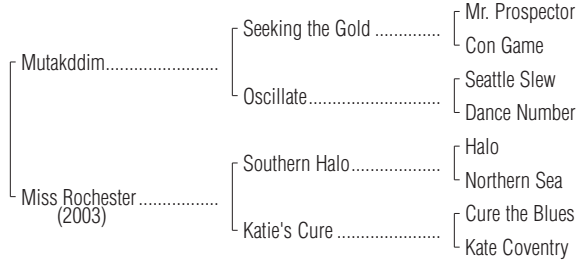 Mr. Prospector
Seeking the Gold ..............
Con Game
Mutakddim........................
Seattle Slew
Oscillate............................
Dance Number
Halo
Southern Halo...................
Northern Sea
Miss Rochester .................
(2003)
Cure the Blues
Katie's Cure ......................
Kate Coventry